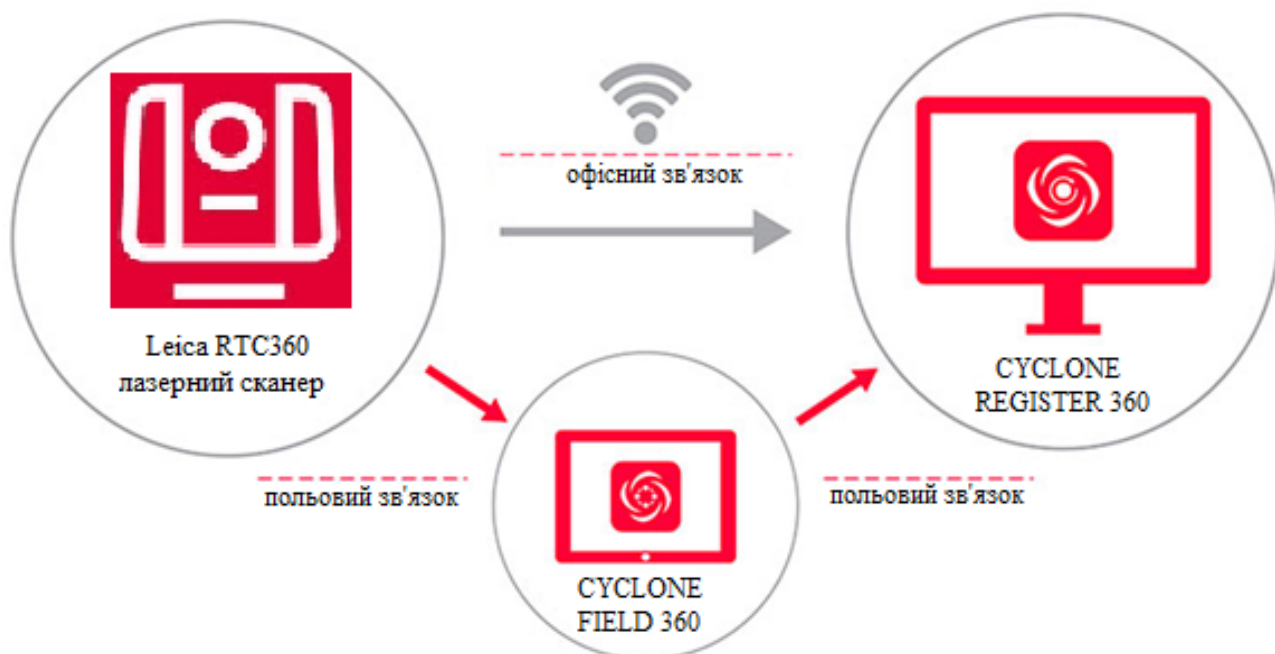 офісний зв'язок
Leica RTC360
лазерний сканер
CYCLONE
REGISTER 360
польовий зв'язок
польовий зв'язок
CYCLONE
FIELD 360